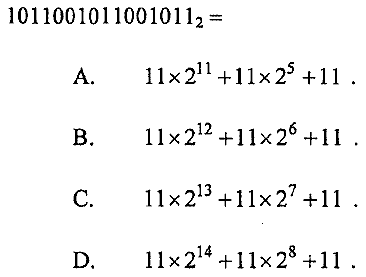 1011001011001011₂ =
A. 11×2¹¹ +11×2⁵ +11 .
B. 11×2¹² +11×2⁶ +11 .
C. 11×2¹³ +11×2⁷ +11 .
D. 11×2¹⁴ +11×2⁸ +11 .